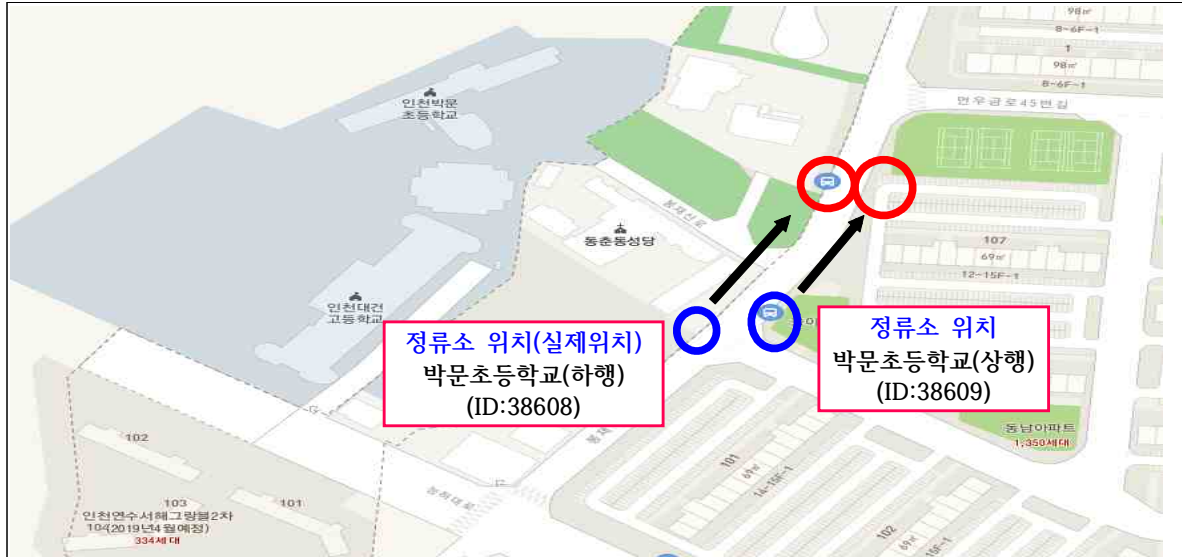 98㎡
8-6F-1
1
98㎡
8-6F-1
먼우금로45번길
인천박문
초등학교
봉재산로
동춘동성당
107
69㎡
12-15F-1
인천대건
고등학교
정류소 위치(실제위치)
박문초등학교(하행)
(ID:38608)
정류소 위치
박문초등학교(상행)
(ID:38609)
동남아파트
1,350세대
102
103
101
인천연수서해그랑블2차
104(2019년4월예정)
334세대
101
69㎡
14-15F-1
102